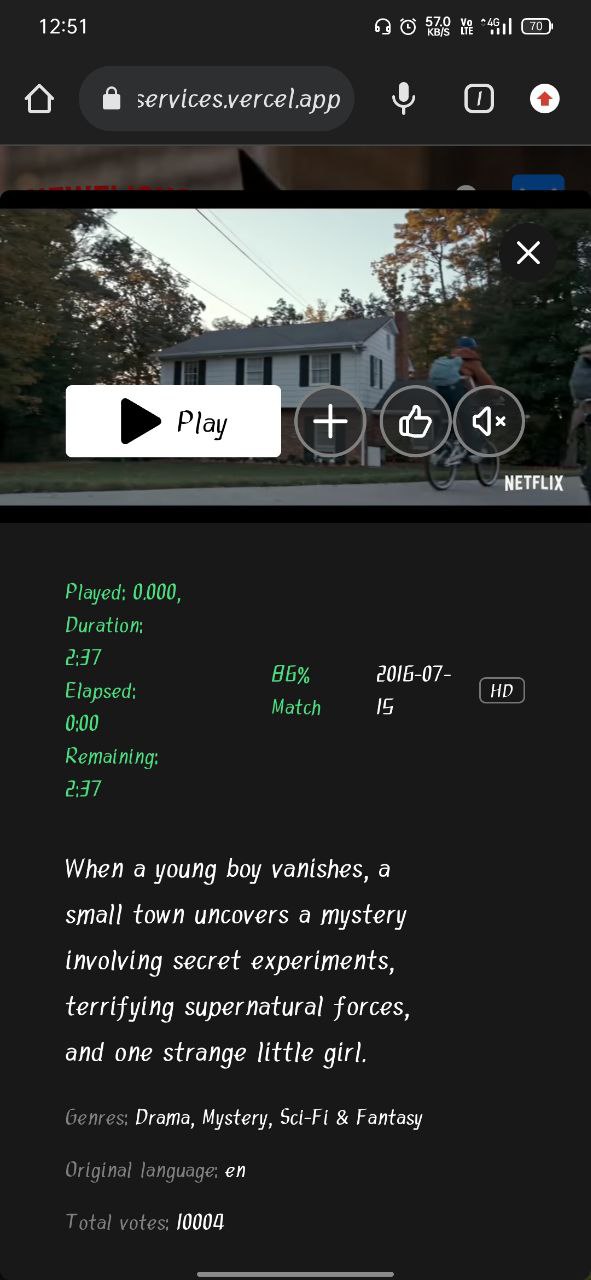 12:51
57.0
KB/S
Vo
LTE
4G
70
services.vercel.app
1
Play
NETFLIX
Played: 0.000,
Duration:
2:37
Elapsed:
0:00
Remaining:
2:37
86%
Match
2016-07-
15
HD
When a young boy vanishes, a
small town uncovers a mystery
involving secret experiments,
terrifying supernatural forces,
and one strange little girl.
Genres: Drama, Mystery, Sci-Fi & Fantasy
Original language: en
Total votes: 10004